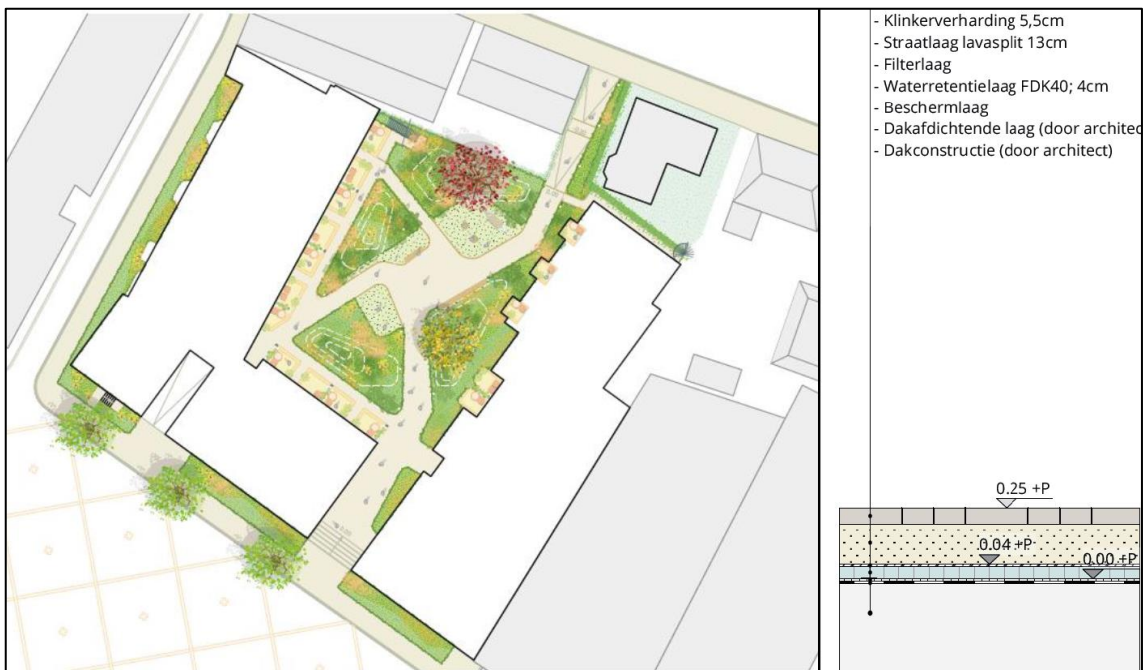 - Klinkerverharding 5,5cm
- Straatlaag lavasplit 13cm
- Filterlaag
- Waterretentielaag FDK40; 4cm
- Beschermlaag
- Dakafdichtende laag (door architec
- Dakconstructie (door architect)
0.25 +P
0.04 +P
0.00 +P